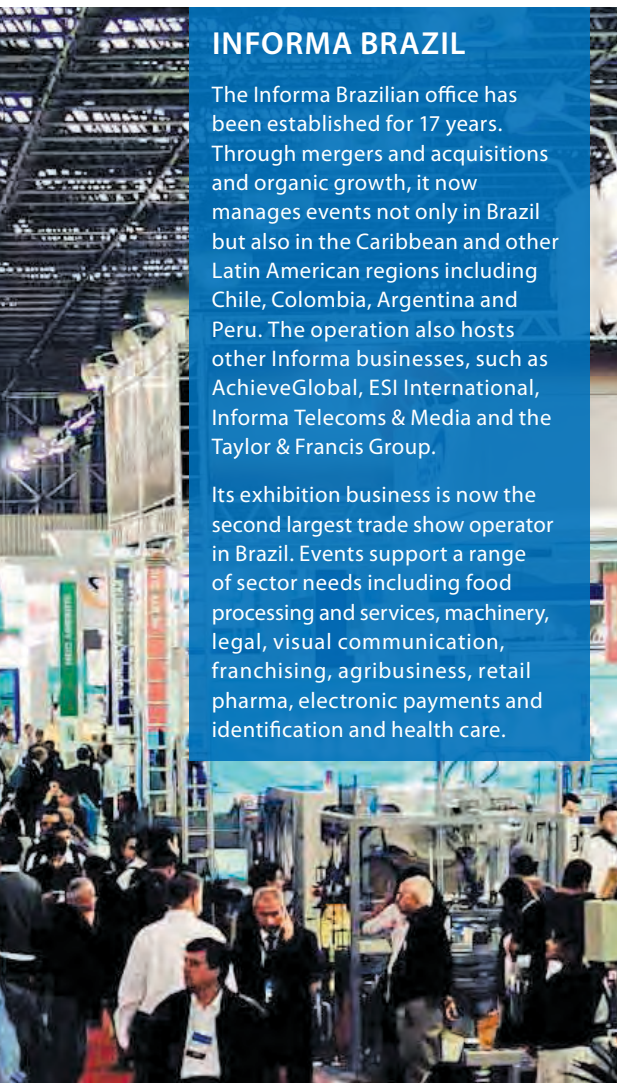 INFORMA BRAZIL
The Informa Brazilian office has
been established for 17 years.
Through mergers and acquisitions
and organic growth, it now
manages events not only in Brazil
but also in the Caribbean and other
Latin American regions including
Chile, Colombia, Argentina and
Peru. The operation also hosts
other Informa businesses, such as
AchieveGlobal, ESI International,
Informa Telecoms & Media and the
Taylor & Francis Group.
Its exhibition business is now the
second largest trade show operator
in Brazil. Events support a range
of sector needs including food
processing and services, machinery,
legal, visual communication,
franchising, agribusiness, retail
pharma, electronic payments and
identification and health care.